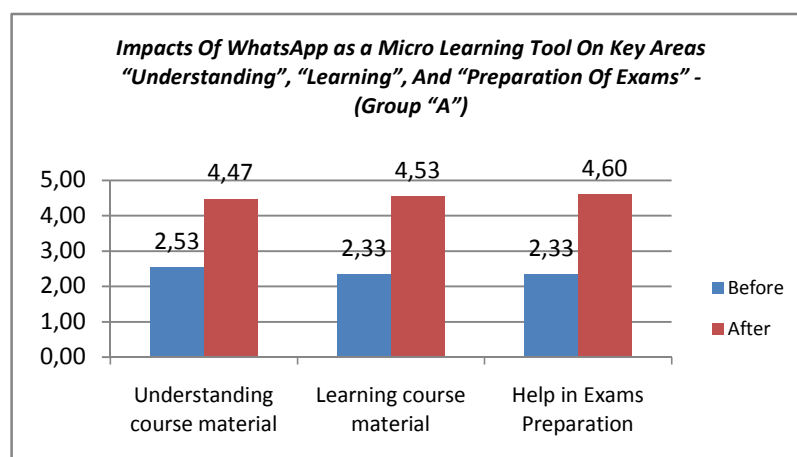 Impacts Of WhatsApp as a Micro Learning Tool On Key Areas
“Understanding”, “Learning”, And “Preparation Of Exams” -
(Group “A”)
5,00
4,00
3,00
2,00
1,00
0,00
2,53
4,47
2,33
4,53
2,33
4,60
Understanding
course material
Learning course
material
Help in Exams
Preparation
Before
After